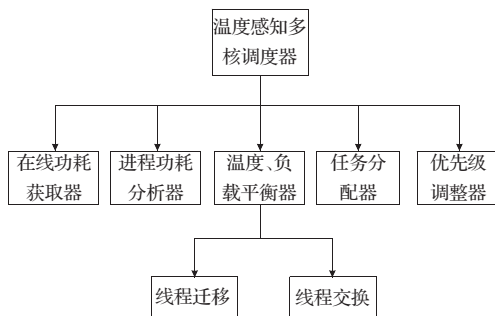 温度感知多
核调度器
在线功耗
获取器
进程功耗
分析器
温度、负
载平衡器
任务分
配器
优先级
调整器
线程迁移
线程交换